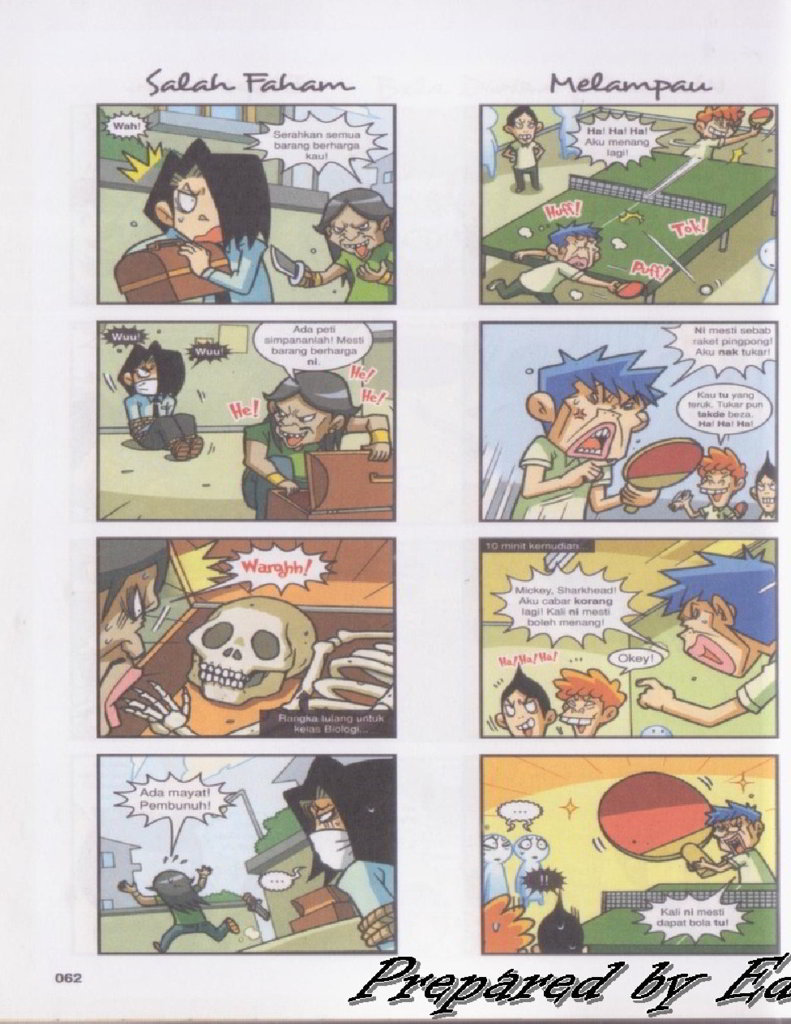 Salah Faham
Wah!
Serahkan semua
barang berharga
kau!
Wuu!
Wuu!
Ada peti
simpananlah! Mesti
barang berharga
ni.
He!
He!
He!
Warghh!
Rangka tulang untuk
kelas Biologi...
Ada mayat!
Pembunuh!
...
Melampau
Ha! Ha! Ha!
Aku menang
lagi!
Huff!
Tok!
Puff!
Ni mesti sebab
raket pingpong!
Aku nak tukar!
Kau tu yang
teruk. Tukar pun
takde beza.
Ha! Ha! Ha!
10 minit kemudian...
Mickey, Sharkhead!
Aku cabar korang
lagi! Kali ni mesti
boleh menang!
Ha! Ha! Ha! ...
Okey!
...
!!
Kali ni mesti
dapat bola tu!
062
Prepared by Ed